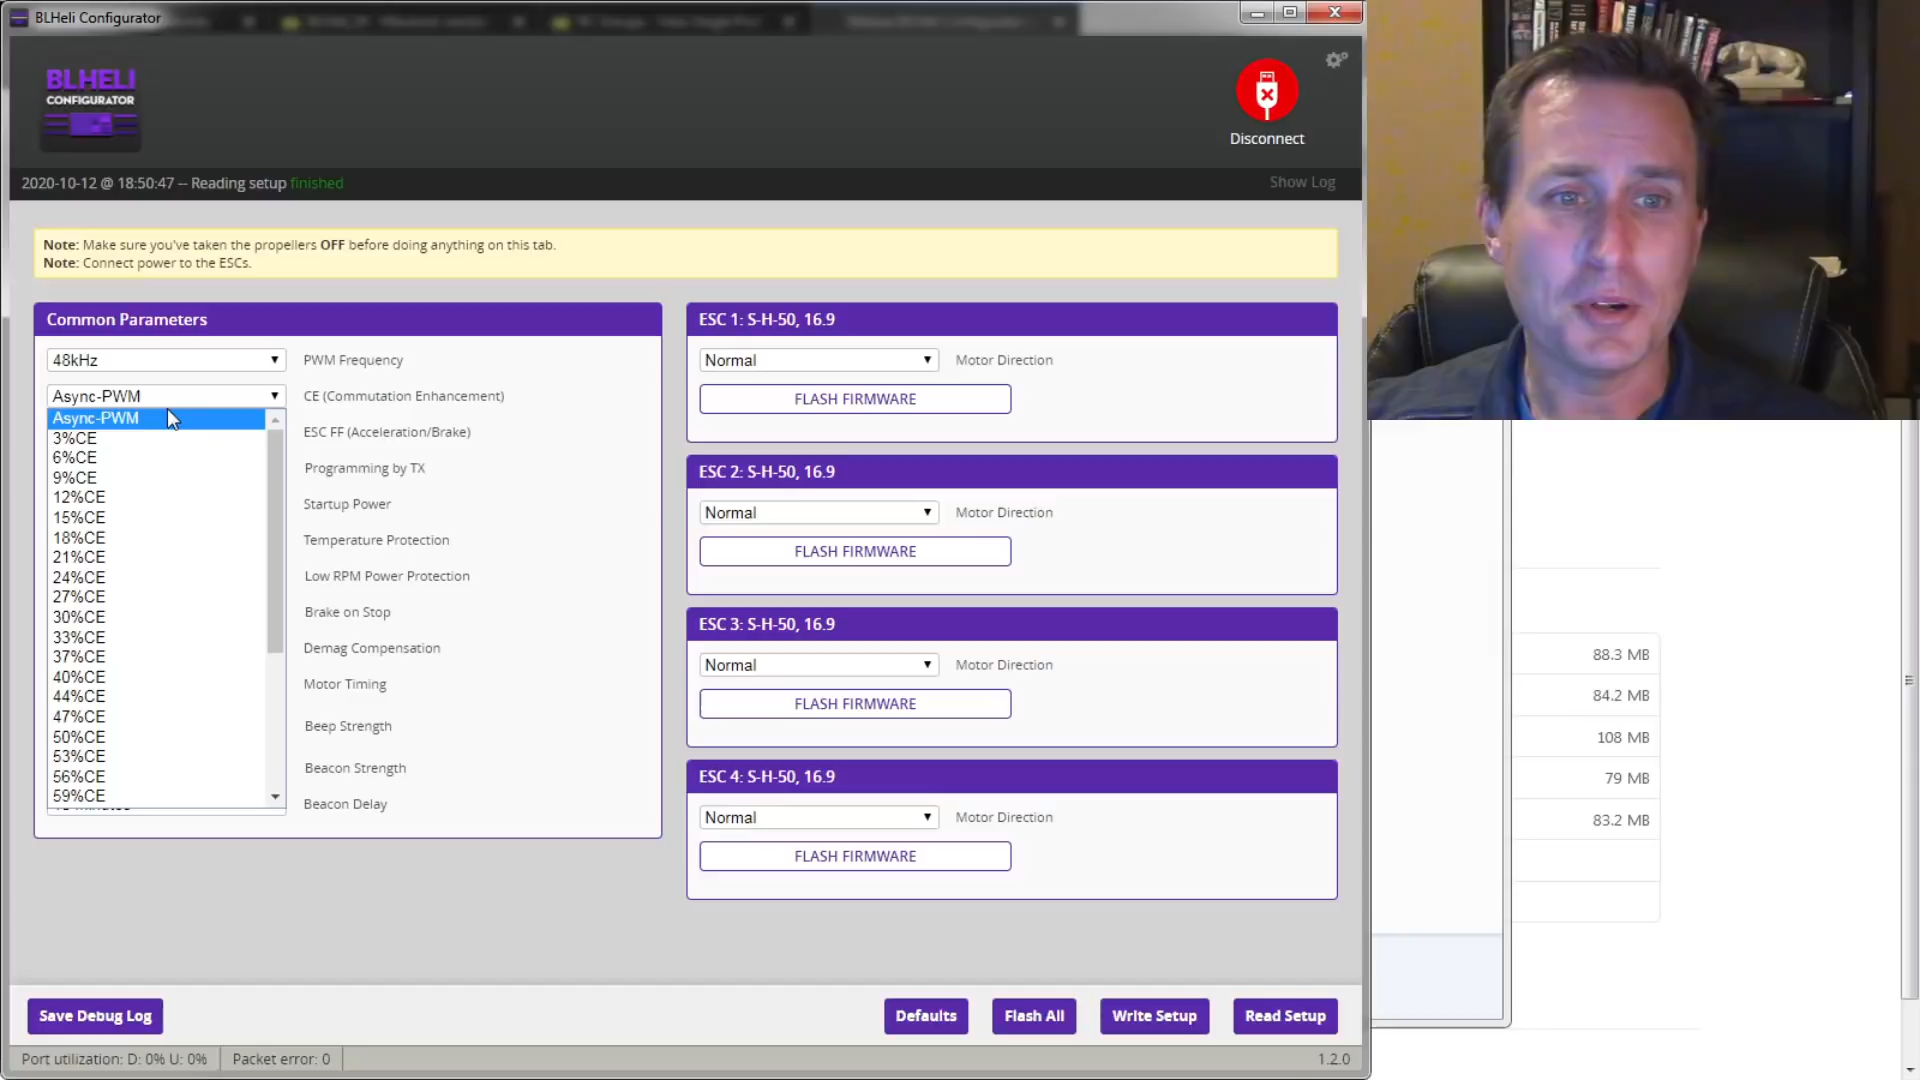 BLHeli Configurator
BLHELI
CONFIGURATOR
Disconnect
2020-10-12 @ 18:50:47 -- Reading setup finished
Show Log
Note: Make sure you've taken the propellers OFF before doing anything on this tab.
Note: Connect power to the ESCs.
Common Parameters
48kHz
PWM Frequency
Async-PWM
CE (Commutation Enhancement)
Async-PWM
3%CE
6%CE
9%CE
12%CE
15%CE
18%CE
21%CE
24%CE
27%CE
30%CE
33%CE
37%CE
40%CE
44%CE
47%CE
50%CE
53%CE
56%CE
59%CE
ESC FF (Acceleration/Brake)
Programming by TX
Startup Power
Temperature Protection
Low RPM Power Protection
Brake on Stop
Demag Compensation
Motor Timing
Beep Strength
Beacon Strength
Beacon Delay
ESC 1: S-H-50, 16.9
Normal
Motor Direction
FLASH FIRMWARE
ESC 2: S-H-50, 16.9
Normal
Motor Direction
FLASH FIRMWARE
ESC 3: S-H-50, 16.9
Normal
Motor Direction
FLASH FIRMWARE
ESC 4: S-H-50, 16.9
Normal
Motor Direction
FLASH FIRMWARE
88.3 MB
84.2 MB
108 MB
79 MB
83.2 MB
Save Debug Log
Defaults
Flash All
Write Setup
Read Setup
Port utilization: D: 0% U: 0%
Packet error: 0
1.2.0